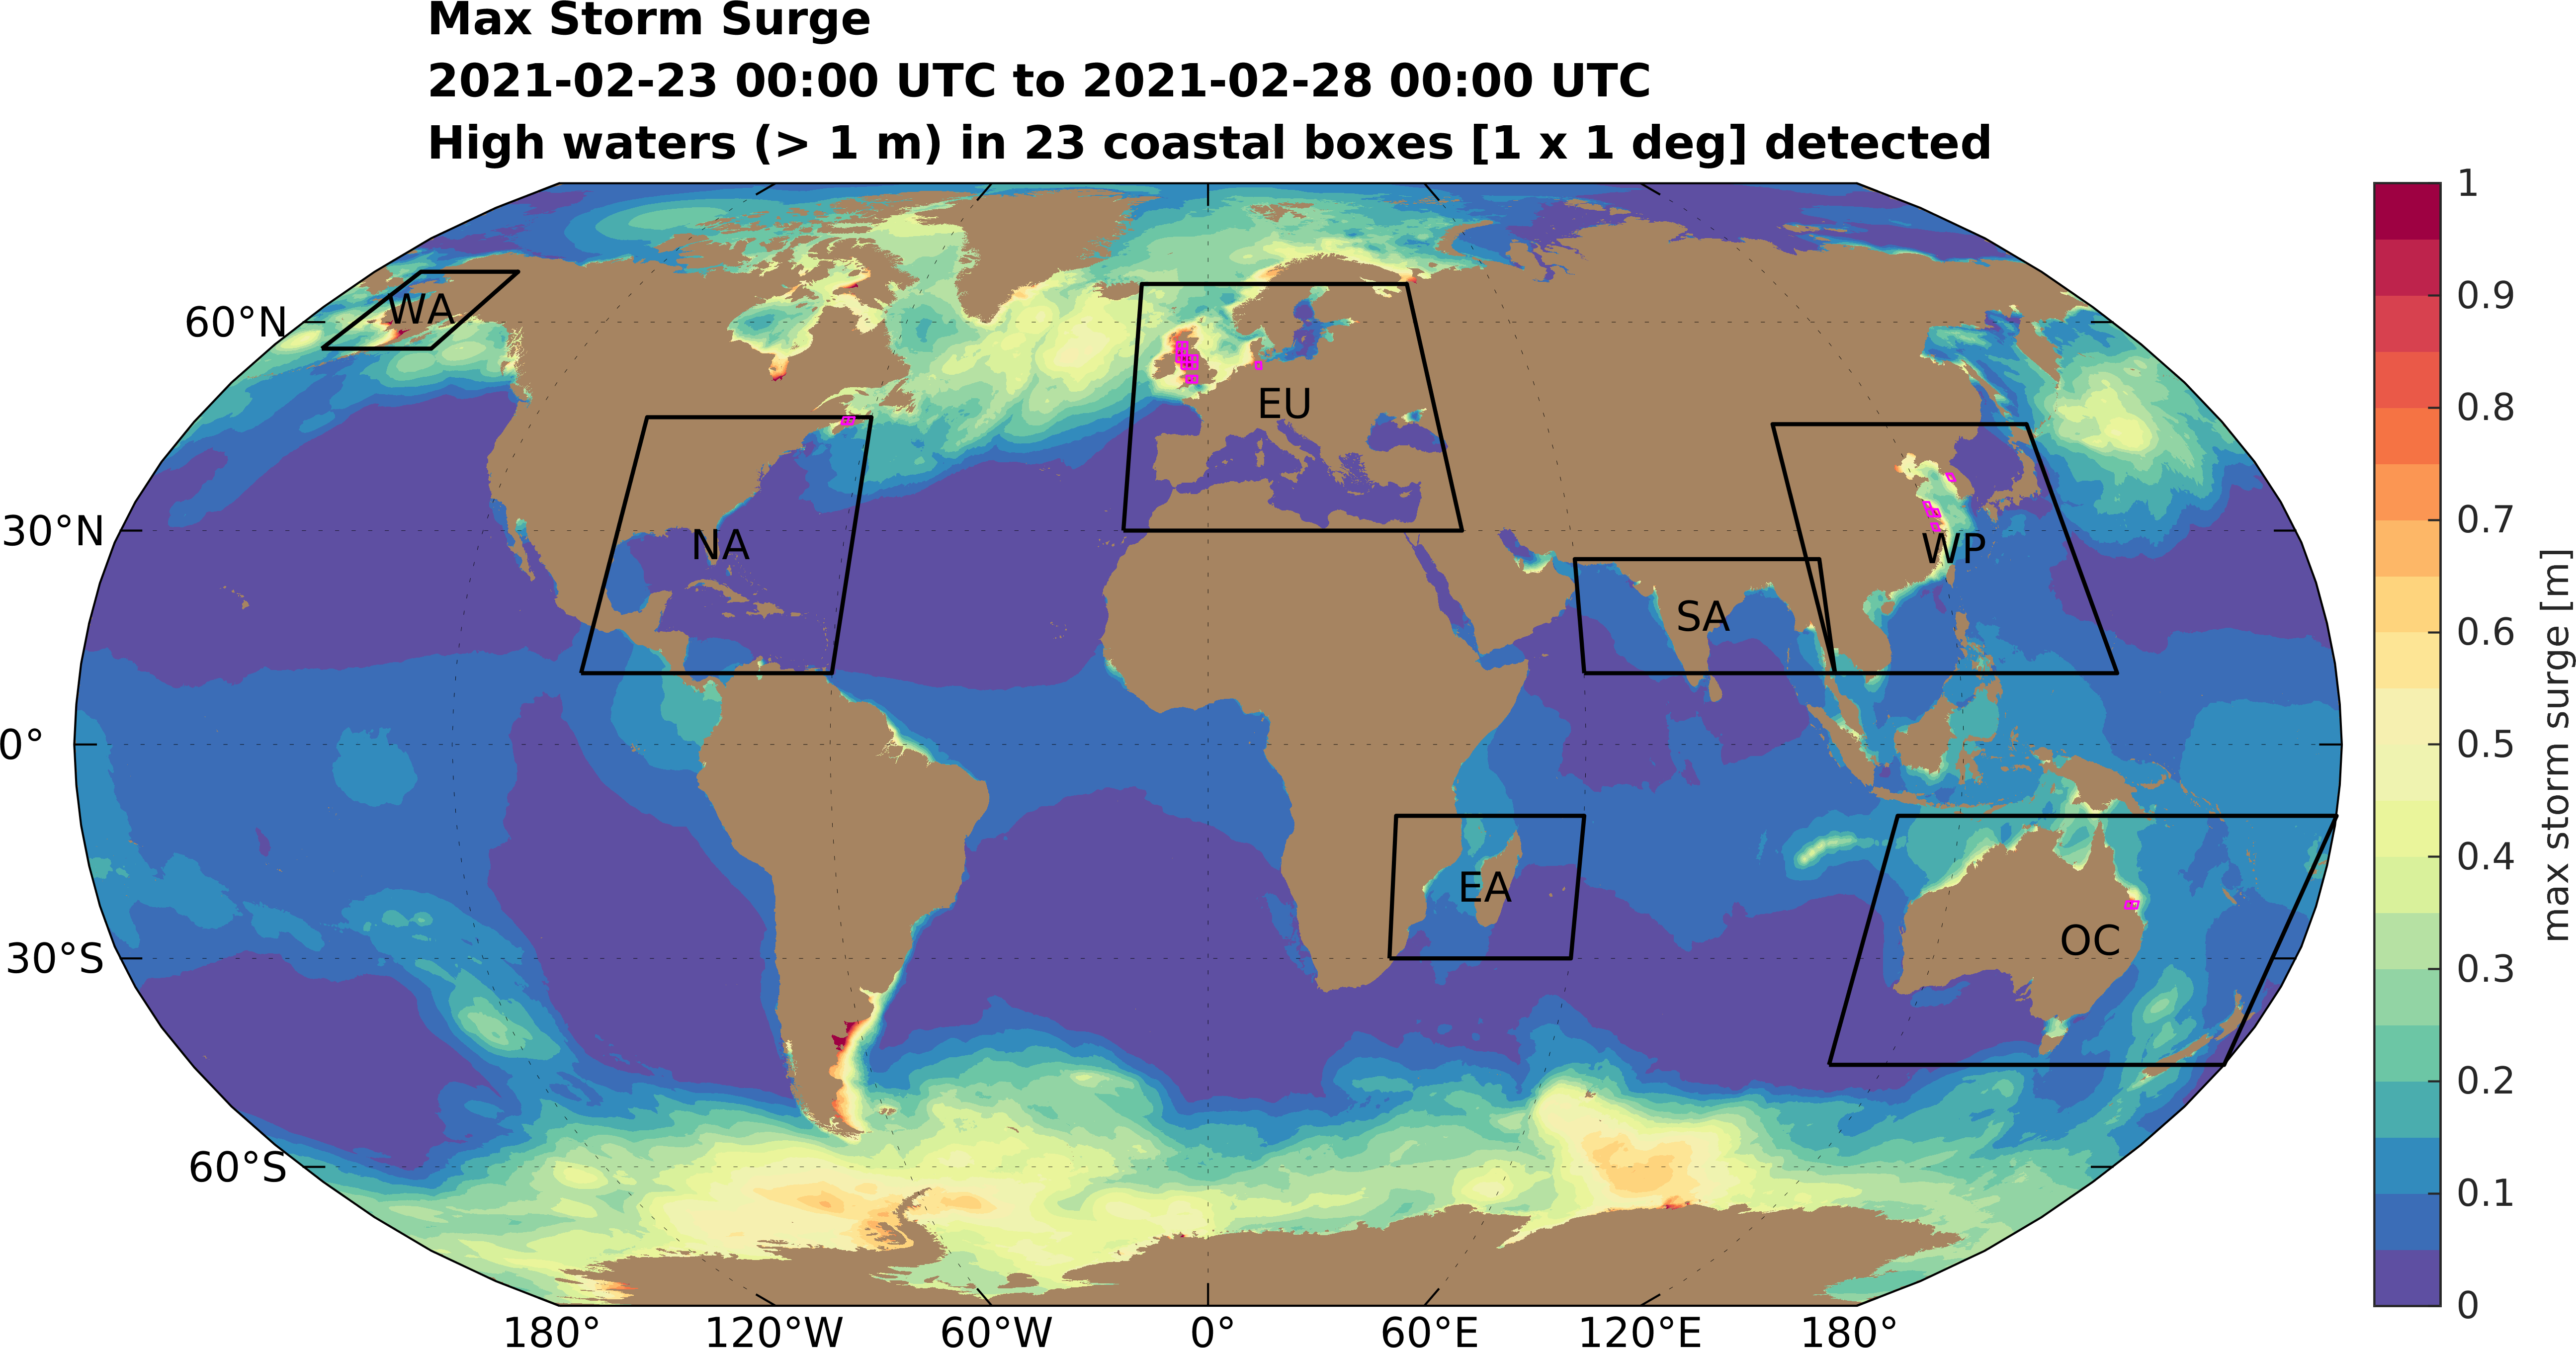 Max Storm Surge
2021-02-23 00:00 UTC to 2021-02-28 00:00 UTC
High waters (> 1 m) in 23 coastal boxes [1 x 1 deg] detected
60°N
30°N
0°
30°S
60°S
WA
NA
EU
WP
SA
EA
OC
180°
120°W
60°W
0°
60°E
120°E
180°
1
0.9
0.8
0.7
0.6
0.5
0.4
0.3
0.2
0.1
0
max storm surge [m]